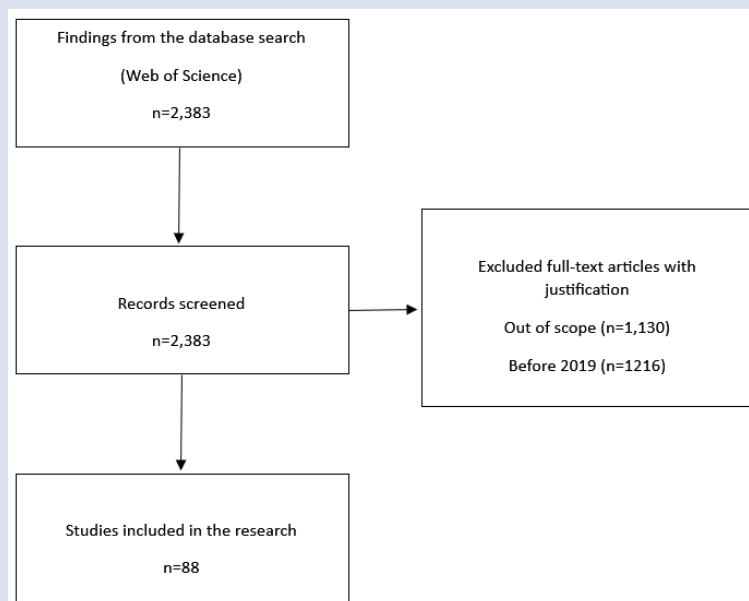 Findings from the database search
(Web of Science)
n=2,383
Records screened
n=2,383
Excluded full-text articles with
justification
Out of scope (n=1,130)
Before 2019 (n=1216)
Studies included in the research
n=88